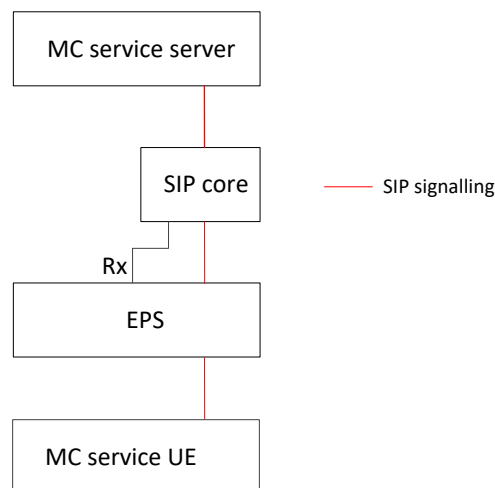 MC service server
SIP core
SIP signalling
Rx
EPS
MC service UE